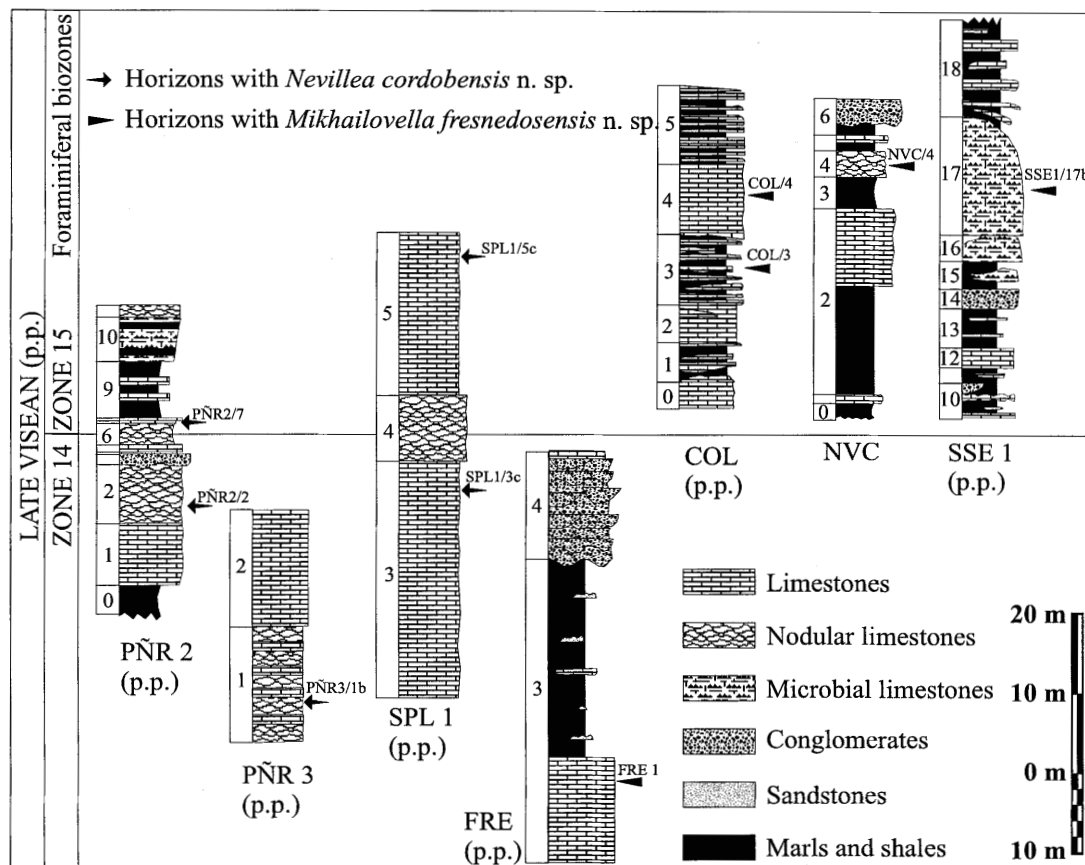 LATE VISEAN (p.p.)
Foraminiferal biozones
ZONE 15
ZONE 14
Horizons with Nevillea cordobensis n. sp.
Horizons with Mikhailovella fresnedosensis n. sp.
10
9
6
2
1
0
PÑR2/7
PÑR2/2
PÑR 2
(p.p.)
2
1
PÑR3/1b
PÑR 3
(p.p.)
5
4
3
SPL1/5c
SPL1/3c
SPL 1
(p.p.)
4
3
FRE 1
FRE
(p.p.)
5
4
3
2
1
0
COL/4
COL/3
COL
(p.p.)
6
4
3
2
0
NVC/4
NVC
18
17
16
15
14
13
12
10
SSE1/17b
SSE 1
(p.p.)
Limestones
Nodular limestones
Microbial limestones
Conglomerates
Sandstones
Marls and shales
20 m
10 m
0 m
10 m